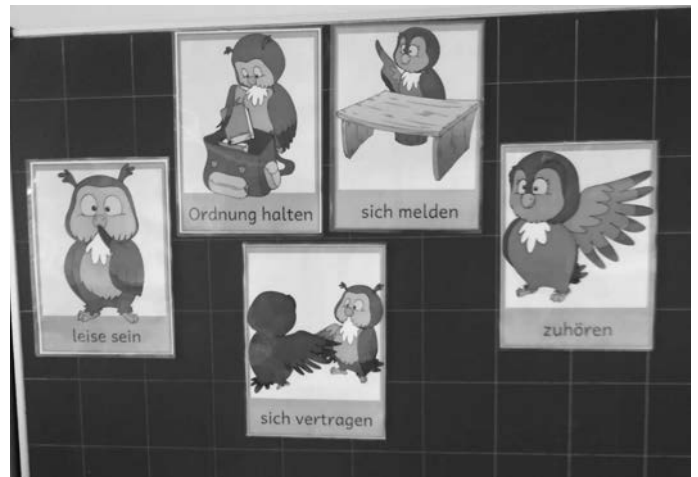 Ordnung halten
sich melden
leise sein
zuhören
sich vertragen